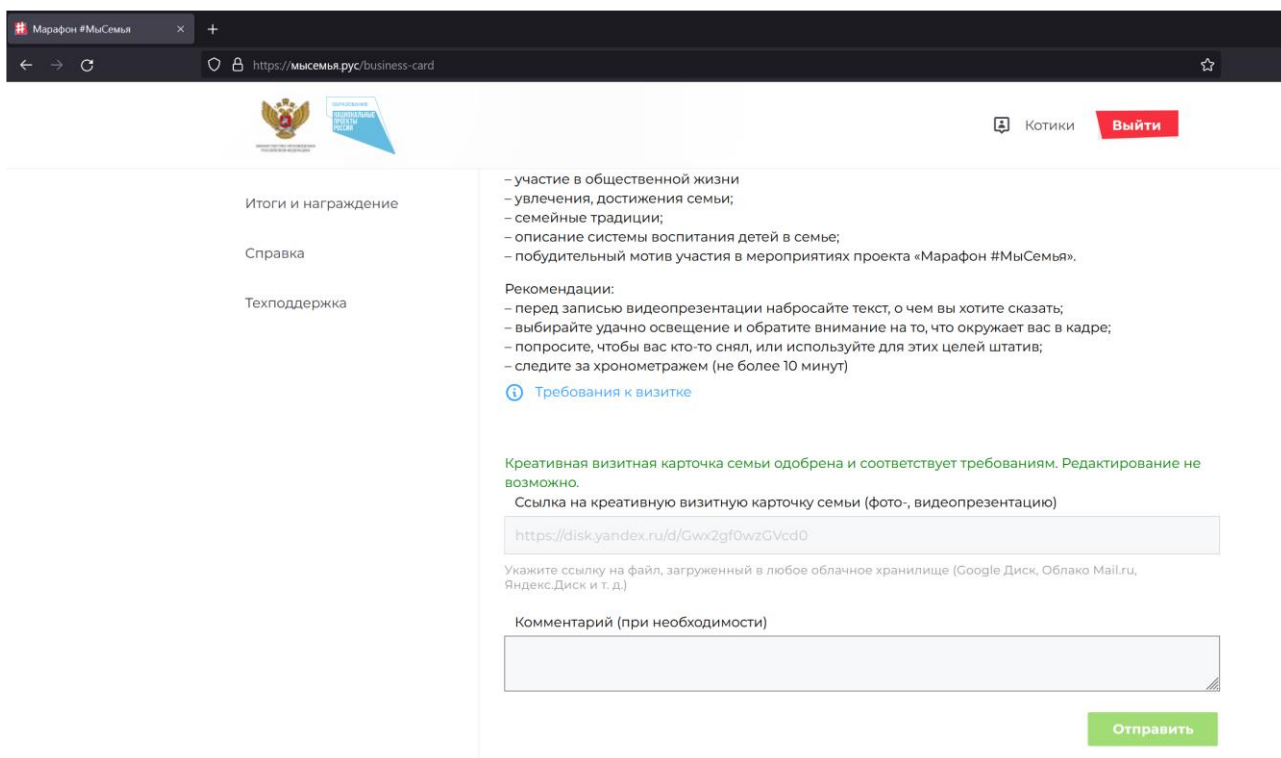 Марафон #МыСемья
https://мысемья.рус/business-card
ОБРАЗОВАНИЕ
НАЦИОНАЛЬНЫЕ
ПРОЕКТЫ
РОССИИ
Котики
Выйти
Итоги и награждение
Справка
Техподдержка
– участие в общественной жизни
– увлечения, достижения семьи;
– семейные традиции;
– описание системы воспитания детей в семье;
– побудительный мотив участия в мероприятиях проекта «Марафон #МыСемья».
Рекомендации:
– перед записью видеопрезентации набросайте текст, о чем вы хотите сказать;
– выбирайте удачно освещение и обратите внимание на то, что окружает вас в кадре;
– попросите, чтобы вас кто-то снял, или используйте для этих целей штатив;
– следите за хронометражем (не более 10 минут)
Требования к визитке
Креативная визитная карточка семьи одобрена и соответствует требованиям. Редактирование не
возможно.
Ссылка на креативную визитную карточку семьи (фото-, видеопрезентацию)
https://disk.yandex.ru/d/Gwx2gf0wzGVcd0
Укажите ссылку на файл, загруженный в любое облачное хранилище (Google Диск, Облако Mail.ru,
Яндекс.Диск и т. д.)
Комментарий (при необходимости)
Отправить